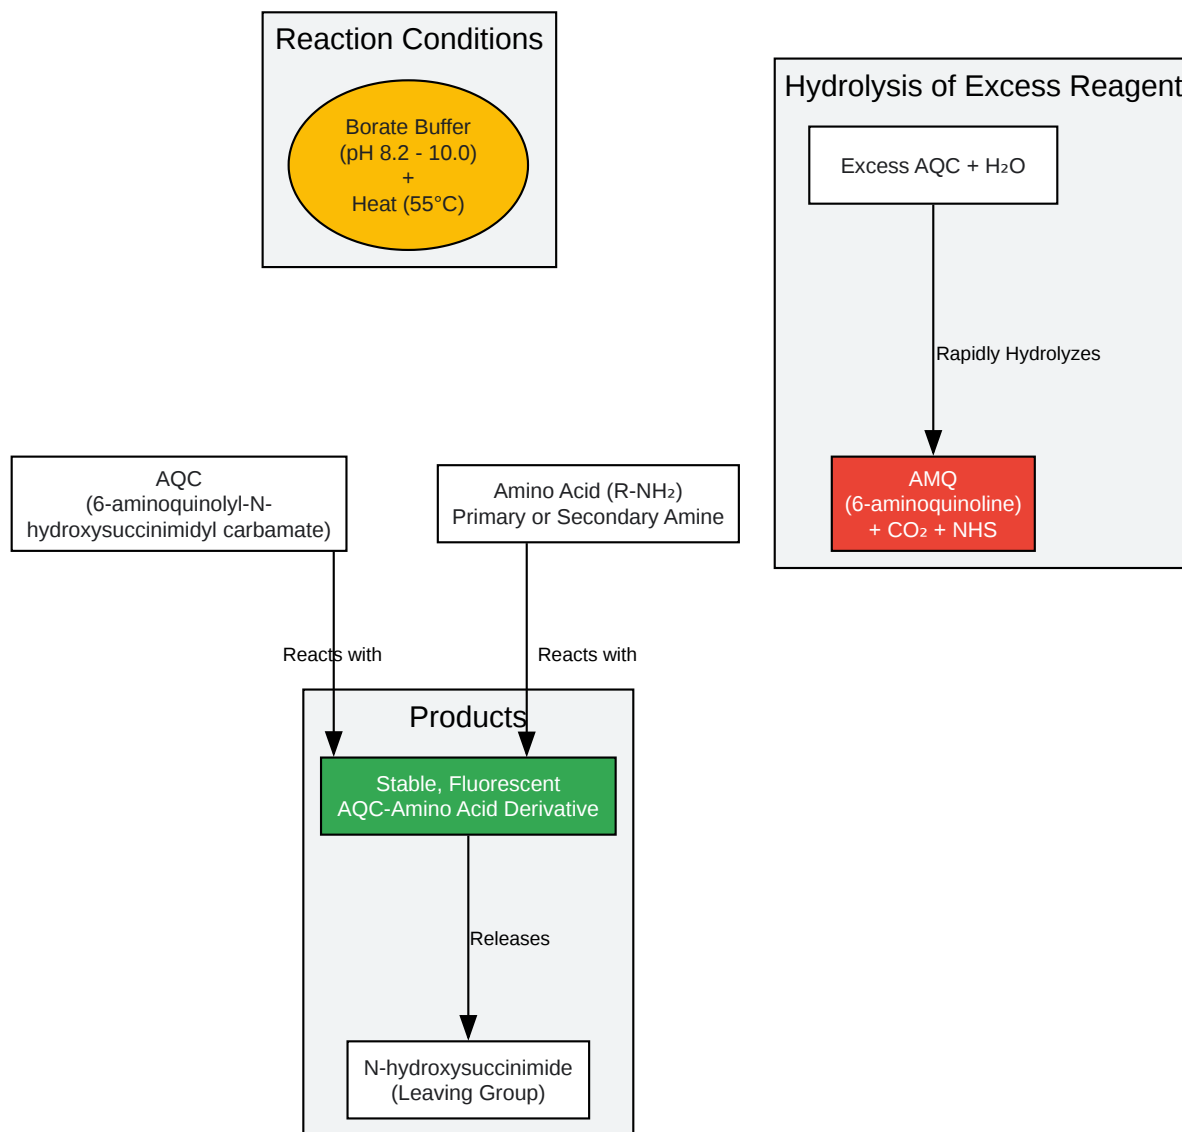 Reaction Conditions
Borate Buffer
(pH 8.2 - 10.0)
+
Heat (55°C)
Hydrolysis of Excess Reagent
Excess AQC + H₂O
Rapidly Hydrolyzes
AMQ
(6-aminoquinoline)
+ CO₂ + NHS
AQC
(6-aminoquinolyl-N-
hydroxysuccinimidyl carbamate)
Amino Acid (R-NH₂)
Primary or Secondary Amine
Reacts with
Reacts with
Products
Stable, Fluorescent
AQC-Amino Acid Derivative
Releases
N-hydroxysuccinimide
(Leaving Group)